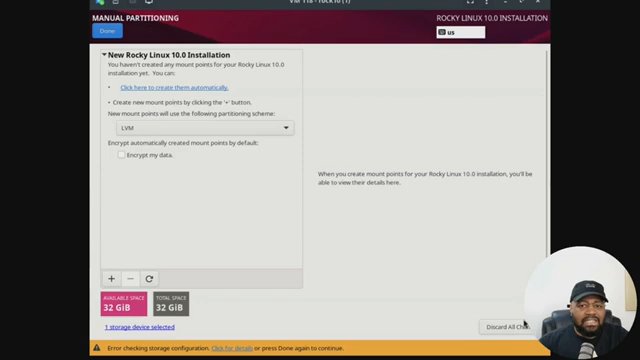 VM 118 - rock10 (1)
MANUAL PARTITIONING
ROCKY LINUX 10.0 INSTALLATION
Done
us
New Rocky Linux 10.0 Installation
You haven't created any mount points for your Rocky Linux 10.0
installation yet. You can:
• Click here to create them automatically.
• Create new mount points by clicking the '+' button.
New mount points will use the following partitioning scheme:
LVM
Encrypt automatically created mount points by default:
Encrypt my data.
When you create mount points for your Rocky Linux 10.0 installation, you'll be
able to view their details here.
+ −
AVAILABLE SPACE
32 GiB
TOTAL SPACE
32 GiB
1 storage device selected
Discard All
Error checking storage configuration. Click for details or press Done again to continue.